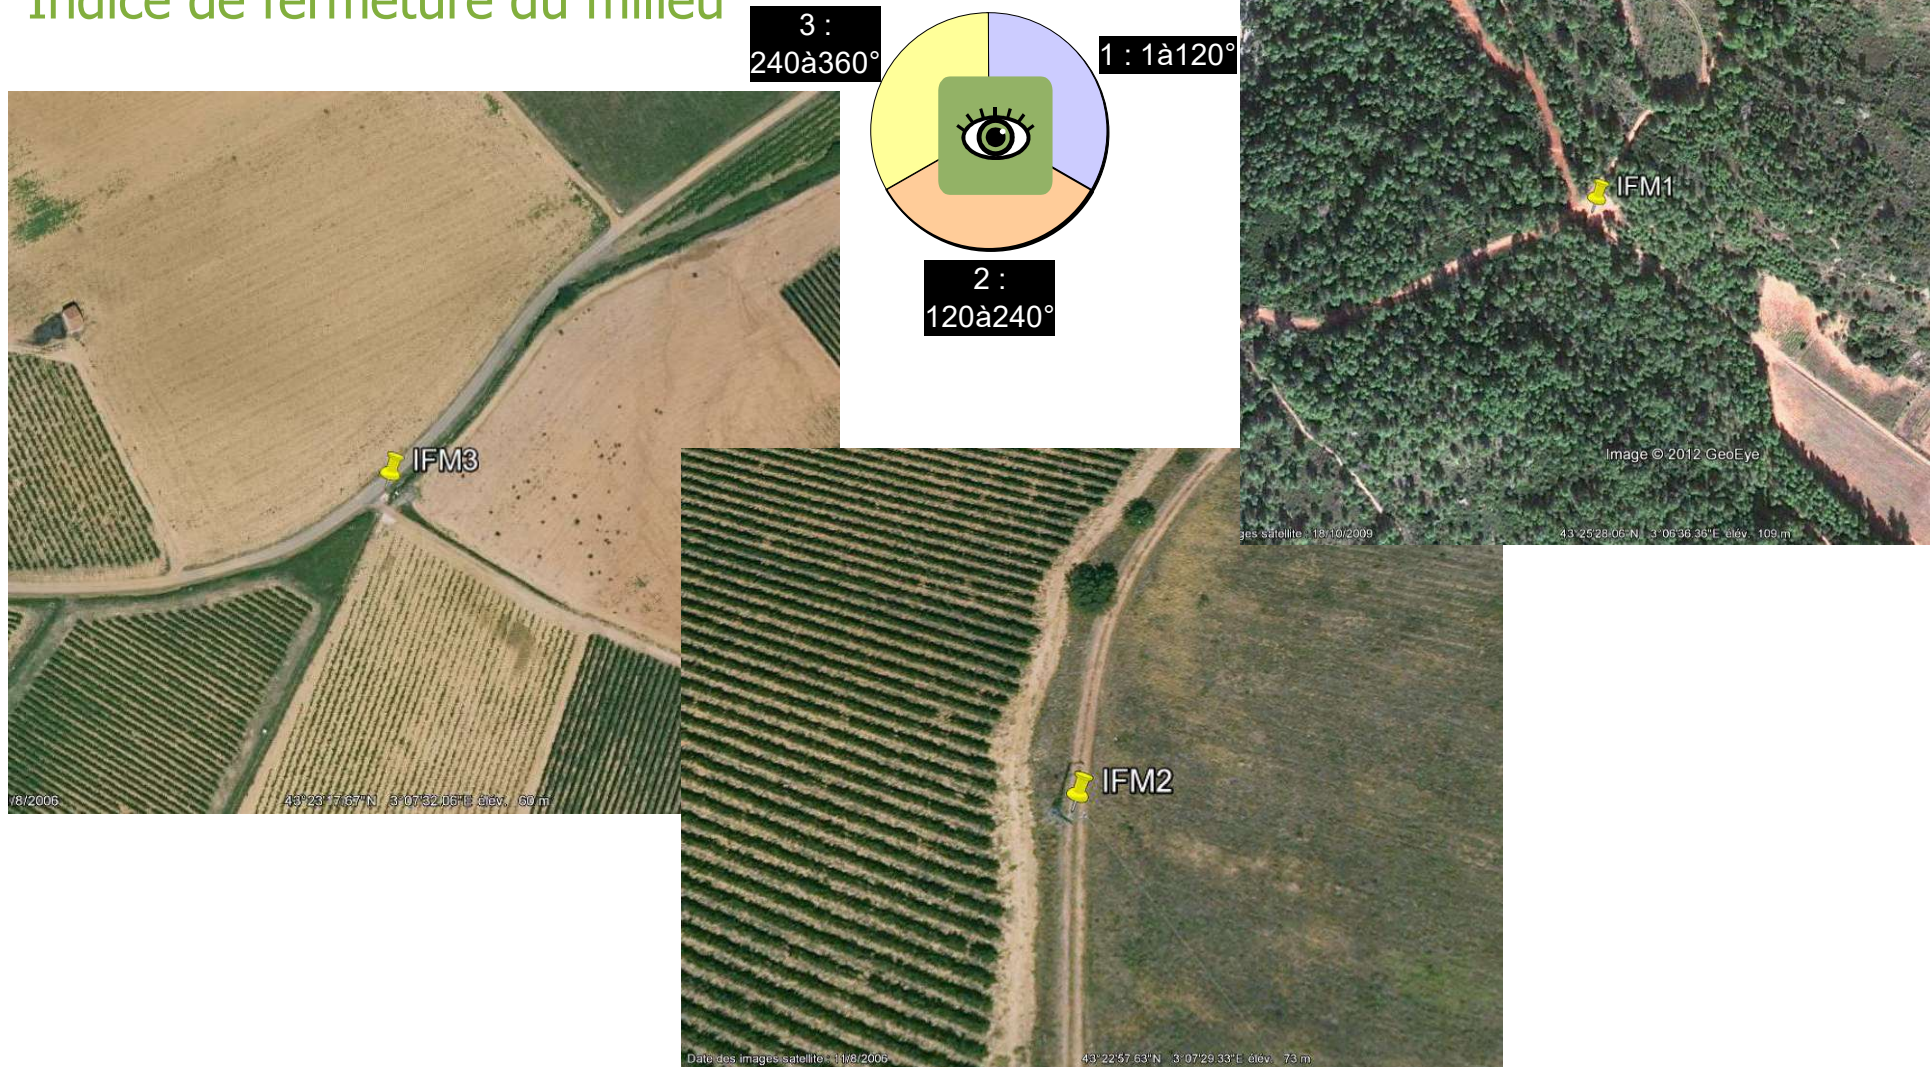 Indice de fermeture du milieu
3 :
240à360°
1 : 1à120°
2 :
120à240°
IFM1
Image © 2012 GeoEye
ges satellite : 18/10/2009 43°25'28.06"N 3°06'36.36"E élév. 109 m
IFM3
/8/2006 43°23'17.67"N 3°07'32.06"E élév. 60 m
IFM2
Date des images satellite : 11/8/2006 43°22'57.63"N 3°07'29.33"E élév. 73 m